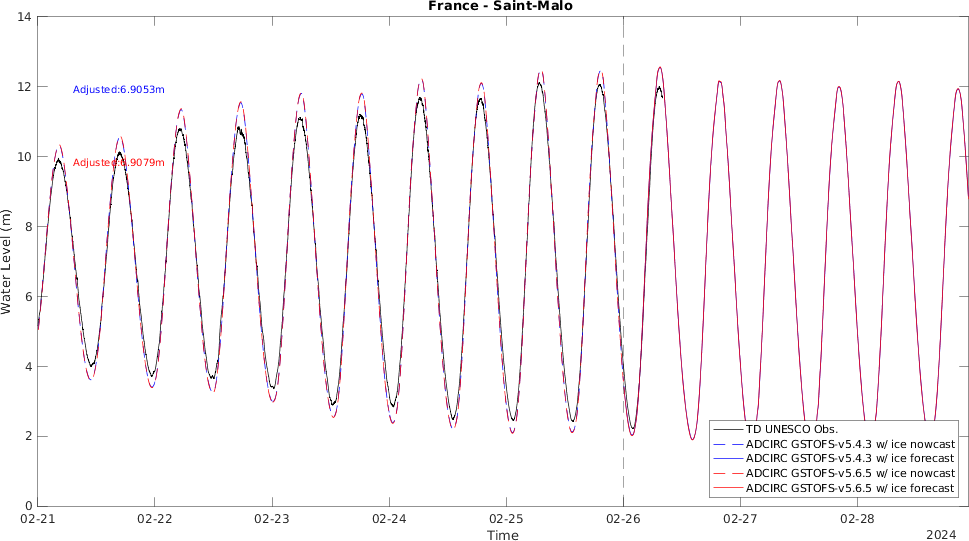 France - Saint-Malo
14
12
10
8
6
4
2
0
Water Level (m)
Adjusted:6.9053m
Adjusted:6.9079m
TD UNESCO Obs.
ADCIRC GSTOFS-v5.4.3 w/ ice nowcast
ADCIRC GSTOFS-v5.4.3 w/ ice forecast
ADCIRC GSTOFS-v5.6.5 w/ ice nowcast
ADCIRC GSTOFS-v5.6.5 w/ ice forecast
02-21 02-22 02-23 02-24 02-25 02-26 02-27 02-28
Time
2024